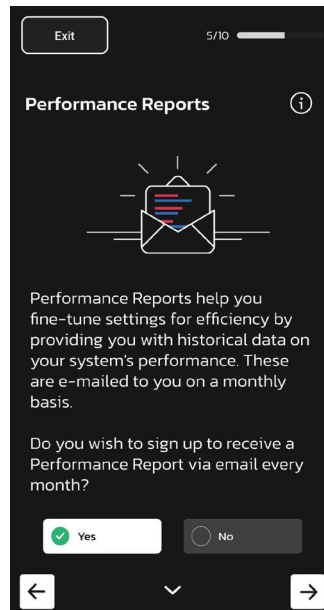 Exit
5/10
Performance Reports
Performance Reports help you
fine-tune settings for efficiency by
providing you with historical data on
your system's performance. These
are e-mailed to you on a monthly
basis.
Do you wish to sign up to receive a
Performance Report via email every
month?
Yes
No